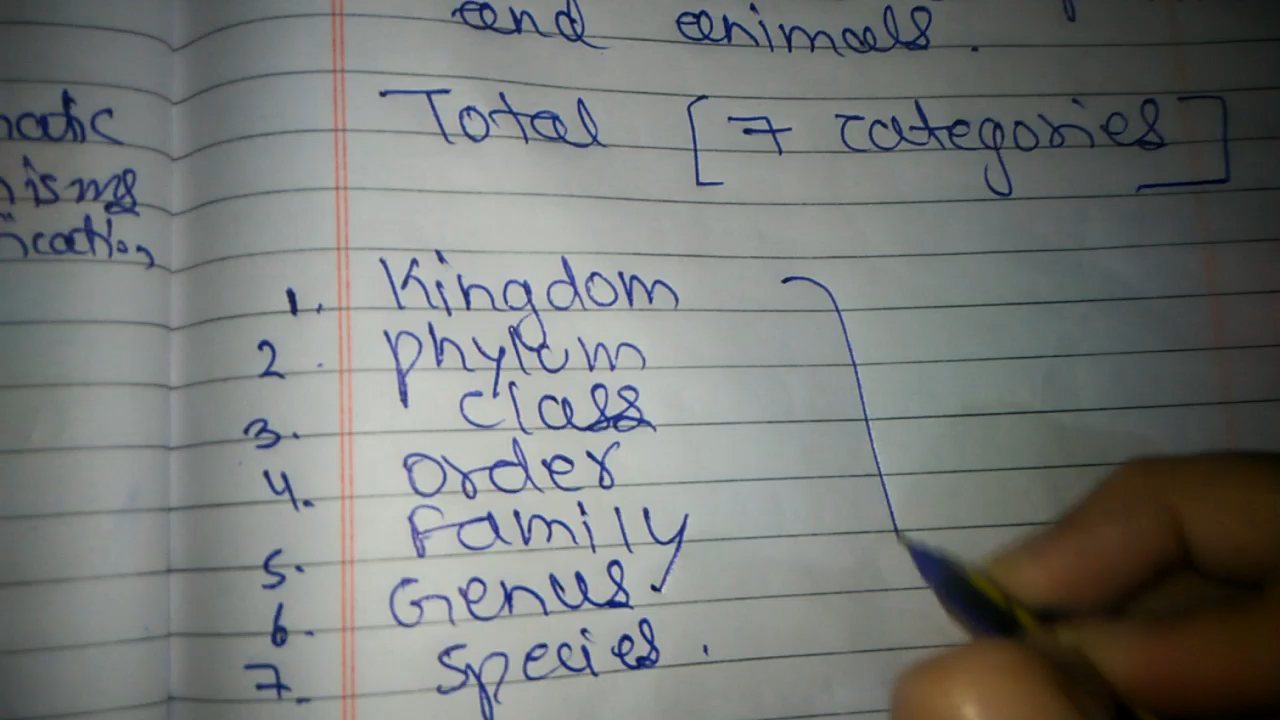 and animals.
Total [7 categories]
1. Kingdom
2. phylum
3. class
4. order
5. Family
6. Genus
7. species.